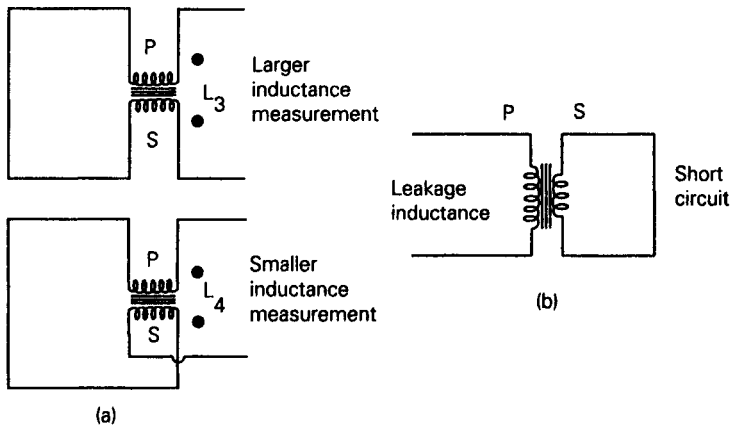 P
L3
S
Larger
inductance
measurement
P
L4
S
Smaller
inductance
measurement
(a)
P S
Leakage
inductance
Short
circuit
(b)